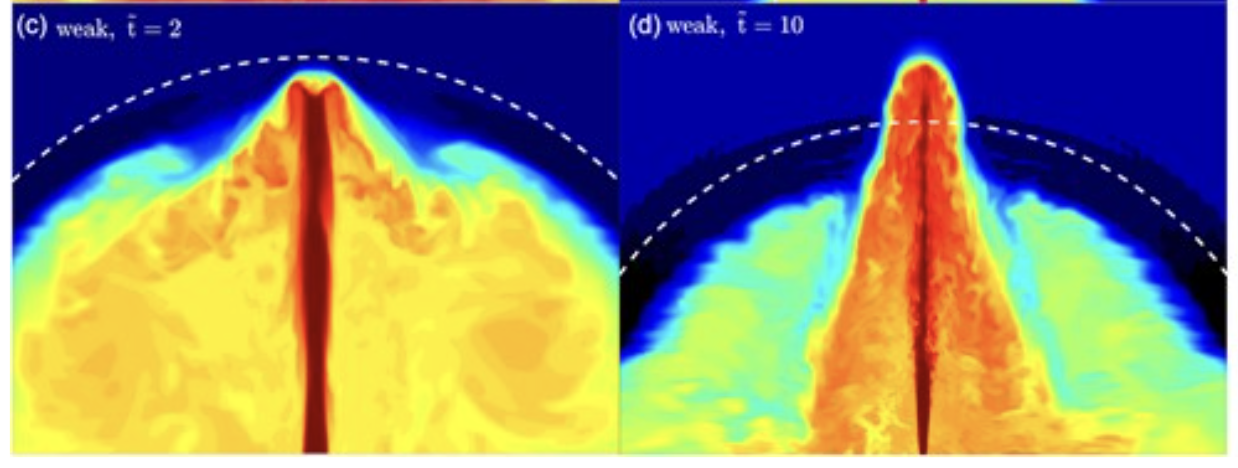 (c) weak, t̃ = 2
(d) weak, t̃ = 10